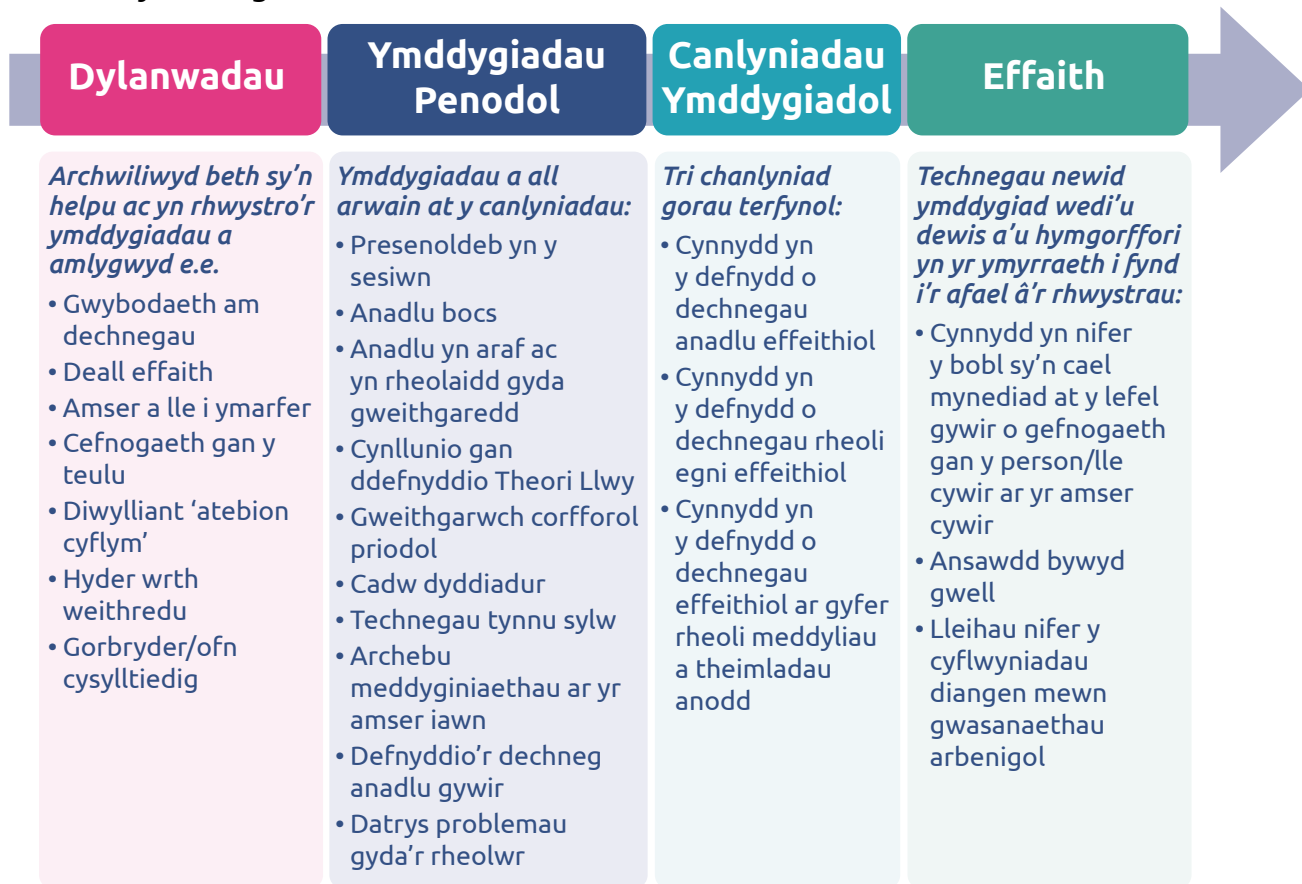 Dylanwadau
Archwiliwyd beth sy'n
helpu ac yn rhwystro'r
ymddygiadau a
amlygwyd e.e.
• Gwybodaeth am
dechnegau
• Deall effaith
• Amser a lle i ymarfer
• Cefnogaeth gan y
teulu
• Diwylliant ‘atebion
cyflym’
• Hyder wrth
weithredu
• Gorbryder/ofn
cysylltiedig
Ymddygiadau
Penodol
Ymddygiadau a all
arwain at y canlyniadau:
• Presenoldeb yn y
sesiwn
• Anadlu bocs
• Anadlu yn araf ac
yn rheolaidd gyda
gweithgaredd
• Cynllunio gan
ddefnyddio Theori Llwy
• Gweithgarwch corfforol
priodol
• Cadw dyddiadur
• Technegau tynnu sylw
• Archebu
meddyginiaethau ar yr
amser iawn
• Defnyddio'r dechneg
anadlu gywir
• Datrys problemau
gyda'r rheolwr
Canlyniadau
Ymddygiadol
Tri chanlyniad
gorau terfynol:
• Cynnydd yn
y defnydd o
dechnegau
anadlu effeithiol
• Cynnydd yn
y defnydd o
dechnegau rheoli
egni effeithiol
• Cynnydd yn
y defnydd o
dechnegau
effeithiol ar gyfer
rheoli meddyliau
a theimladau
anodd
Effaith
Technegau newid
ymddygiad wedi'u
dewis a'u hymgorffori
yn yr ymyrraeth i fynd
i'r afael â'r rhwystrau:
• Cynnydd yn nifer
y bobl sy'n cael
mynediad at y lefel
gywir o gefnogaeth
gan y person/lle
cywir ar yr amser
cywir
• Ansawdd bywyd
gwell
• Lleihau nifer y
cyflwyniadau
diangen mewn
gwasanaethau
arbenigol